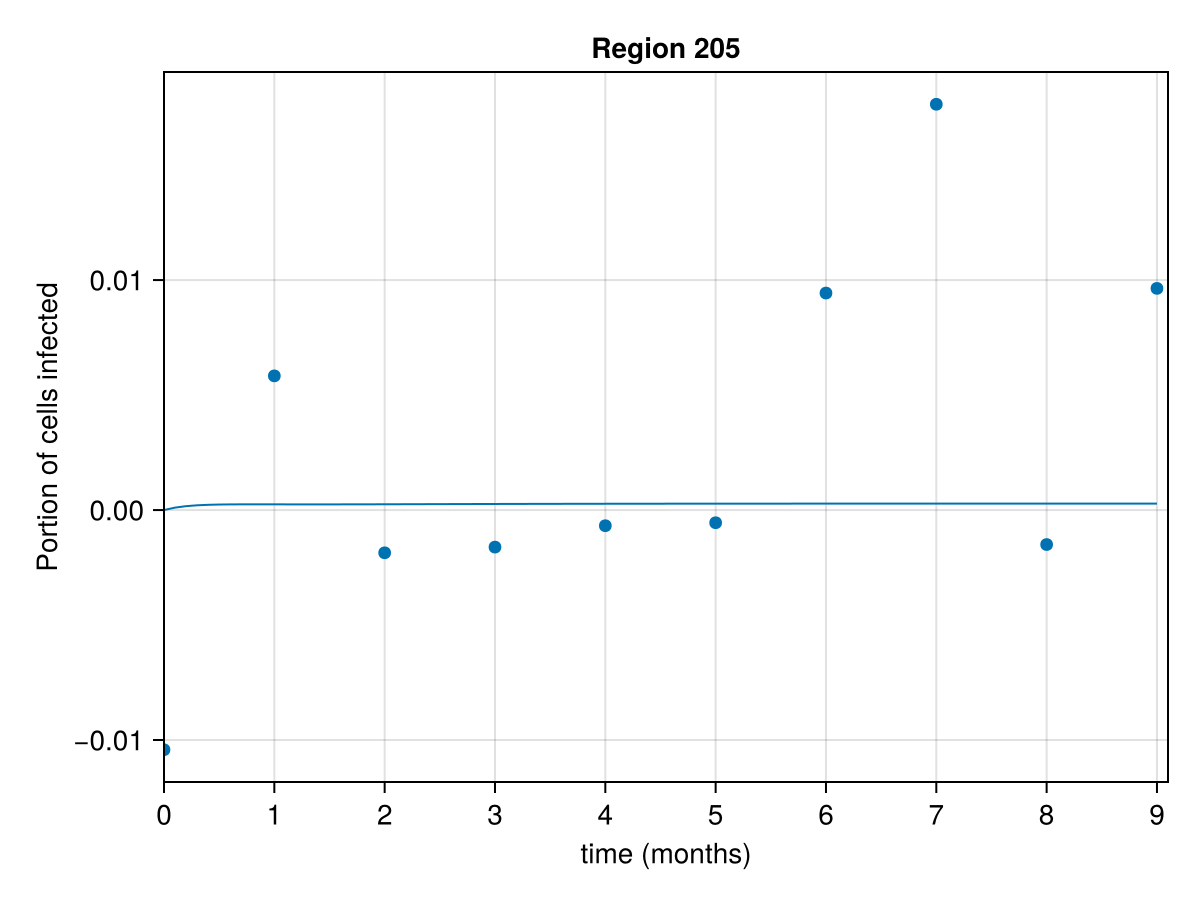 Region 205
Portion of cells infected
0.01
0.00
−0.01
0 1 2 3 4 5 6 7 8 9
time (months)